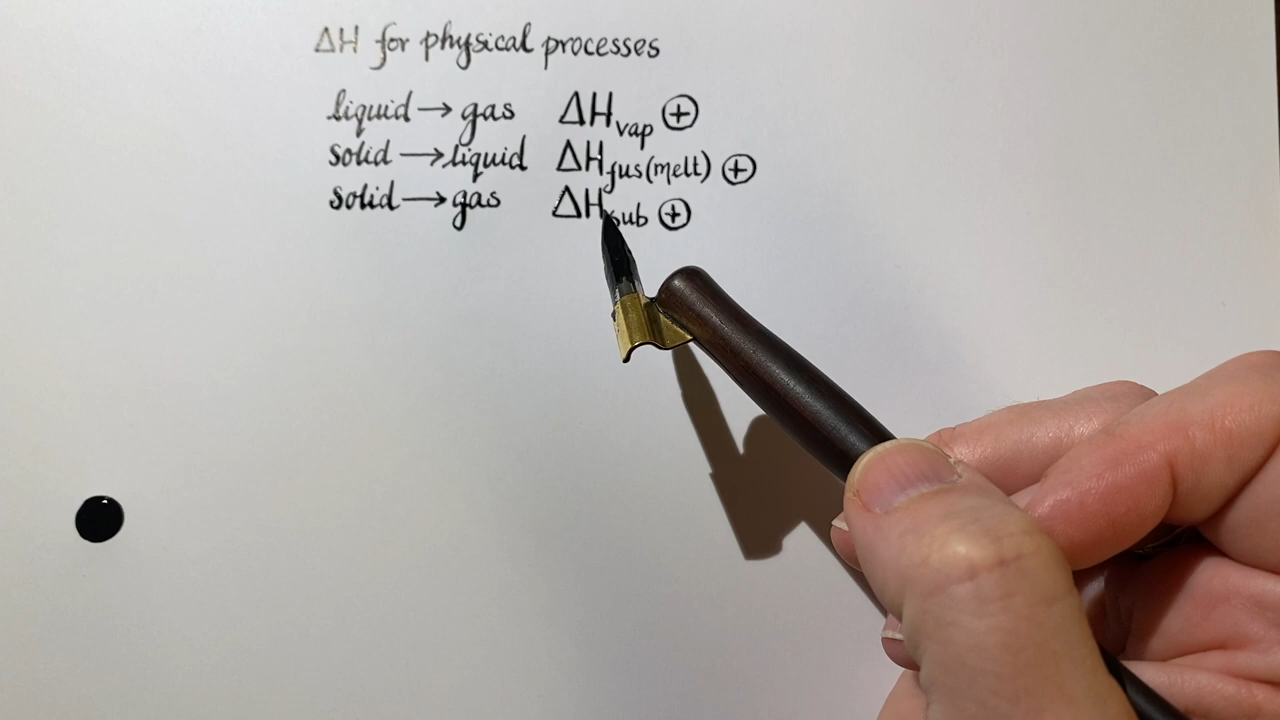 ΔH for physical processes
liquid → gas ΔHvap ⊕
solid → liquid ΔHfus(melt) ⊕
solid → gas ΔHsub ⊕